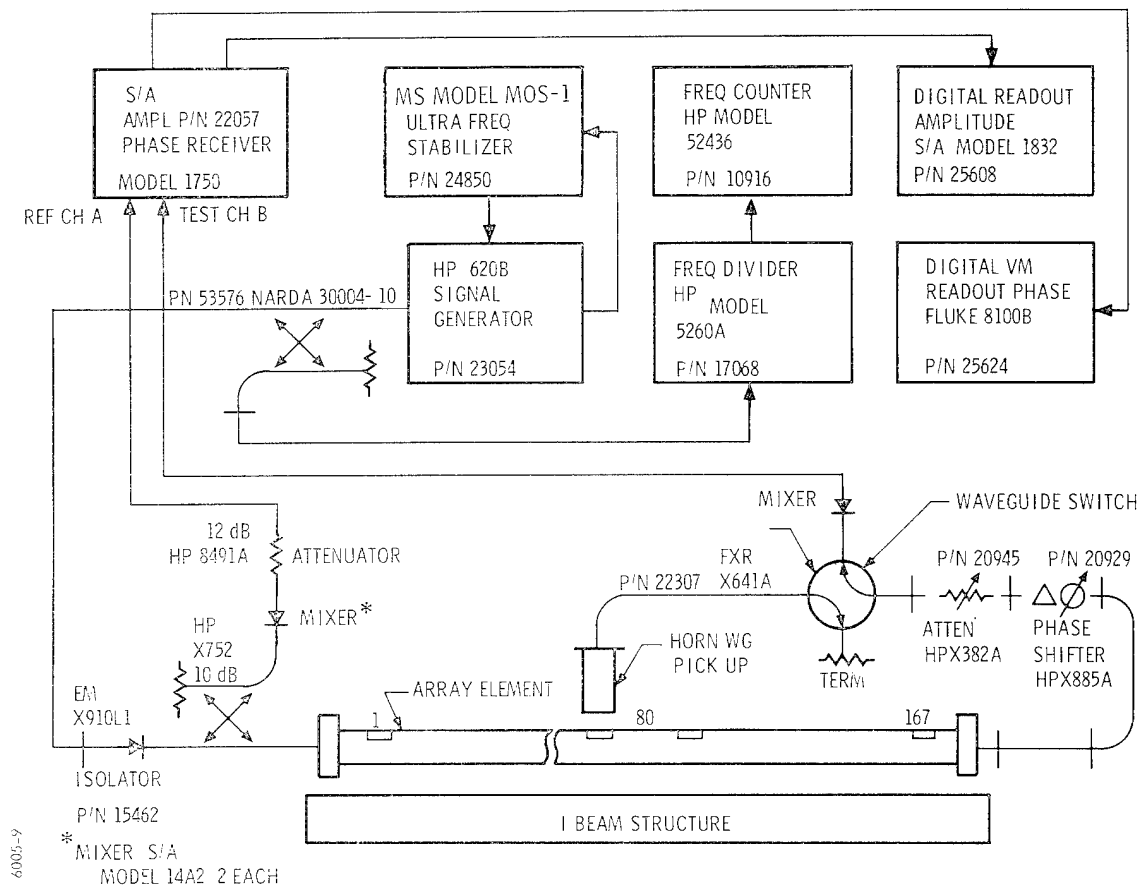 S/A
AMPL P/N 22057
PHASE RECEIVER
MODEL 1750
MS MODEL MOS-1
ULTRA FREQ
STABILIZER
P/N 24850
FREQ COUNTER
HP MODEL
52436
P/N 10916
DIGITAL READOUT
AMPLITUDE
S/A MODEL 1832
P/N 25608
REF CH A
TEST CH B
PN 53576 NARDA 30004-10
HP 620B
SIGNAL
GENERATOR
P/N 23054
FREQ DIVIDER
HP MODEL
5260A
P/N 17068
DIGITAL VM
READOUT PHASE
FLUKE 8100B
P/N 25624
12 dB
HP 8491A
ATTENUATOR
MIXER*
HP
X752
10 dB
EM
X910L1
ISOLATOR
P/N 15462
MIXER
WAVEGUIDE SWITCH
FXR
X641A
P/N 22307
P/N 20945
P/N 20929
ATTEN
HPX382A
PHASE
SHIFTER
HPX885A
TERM
HORN WG
PICK UP
ARRAY ELEMENT
1
80
167
I BEAM STRUCTURE
*MIXER S/A
MODEL 14A2 2 EACH
6005-9